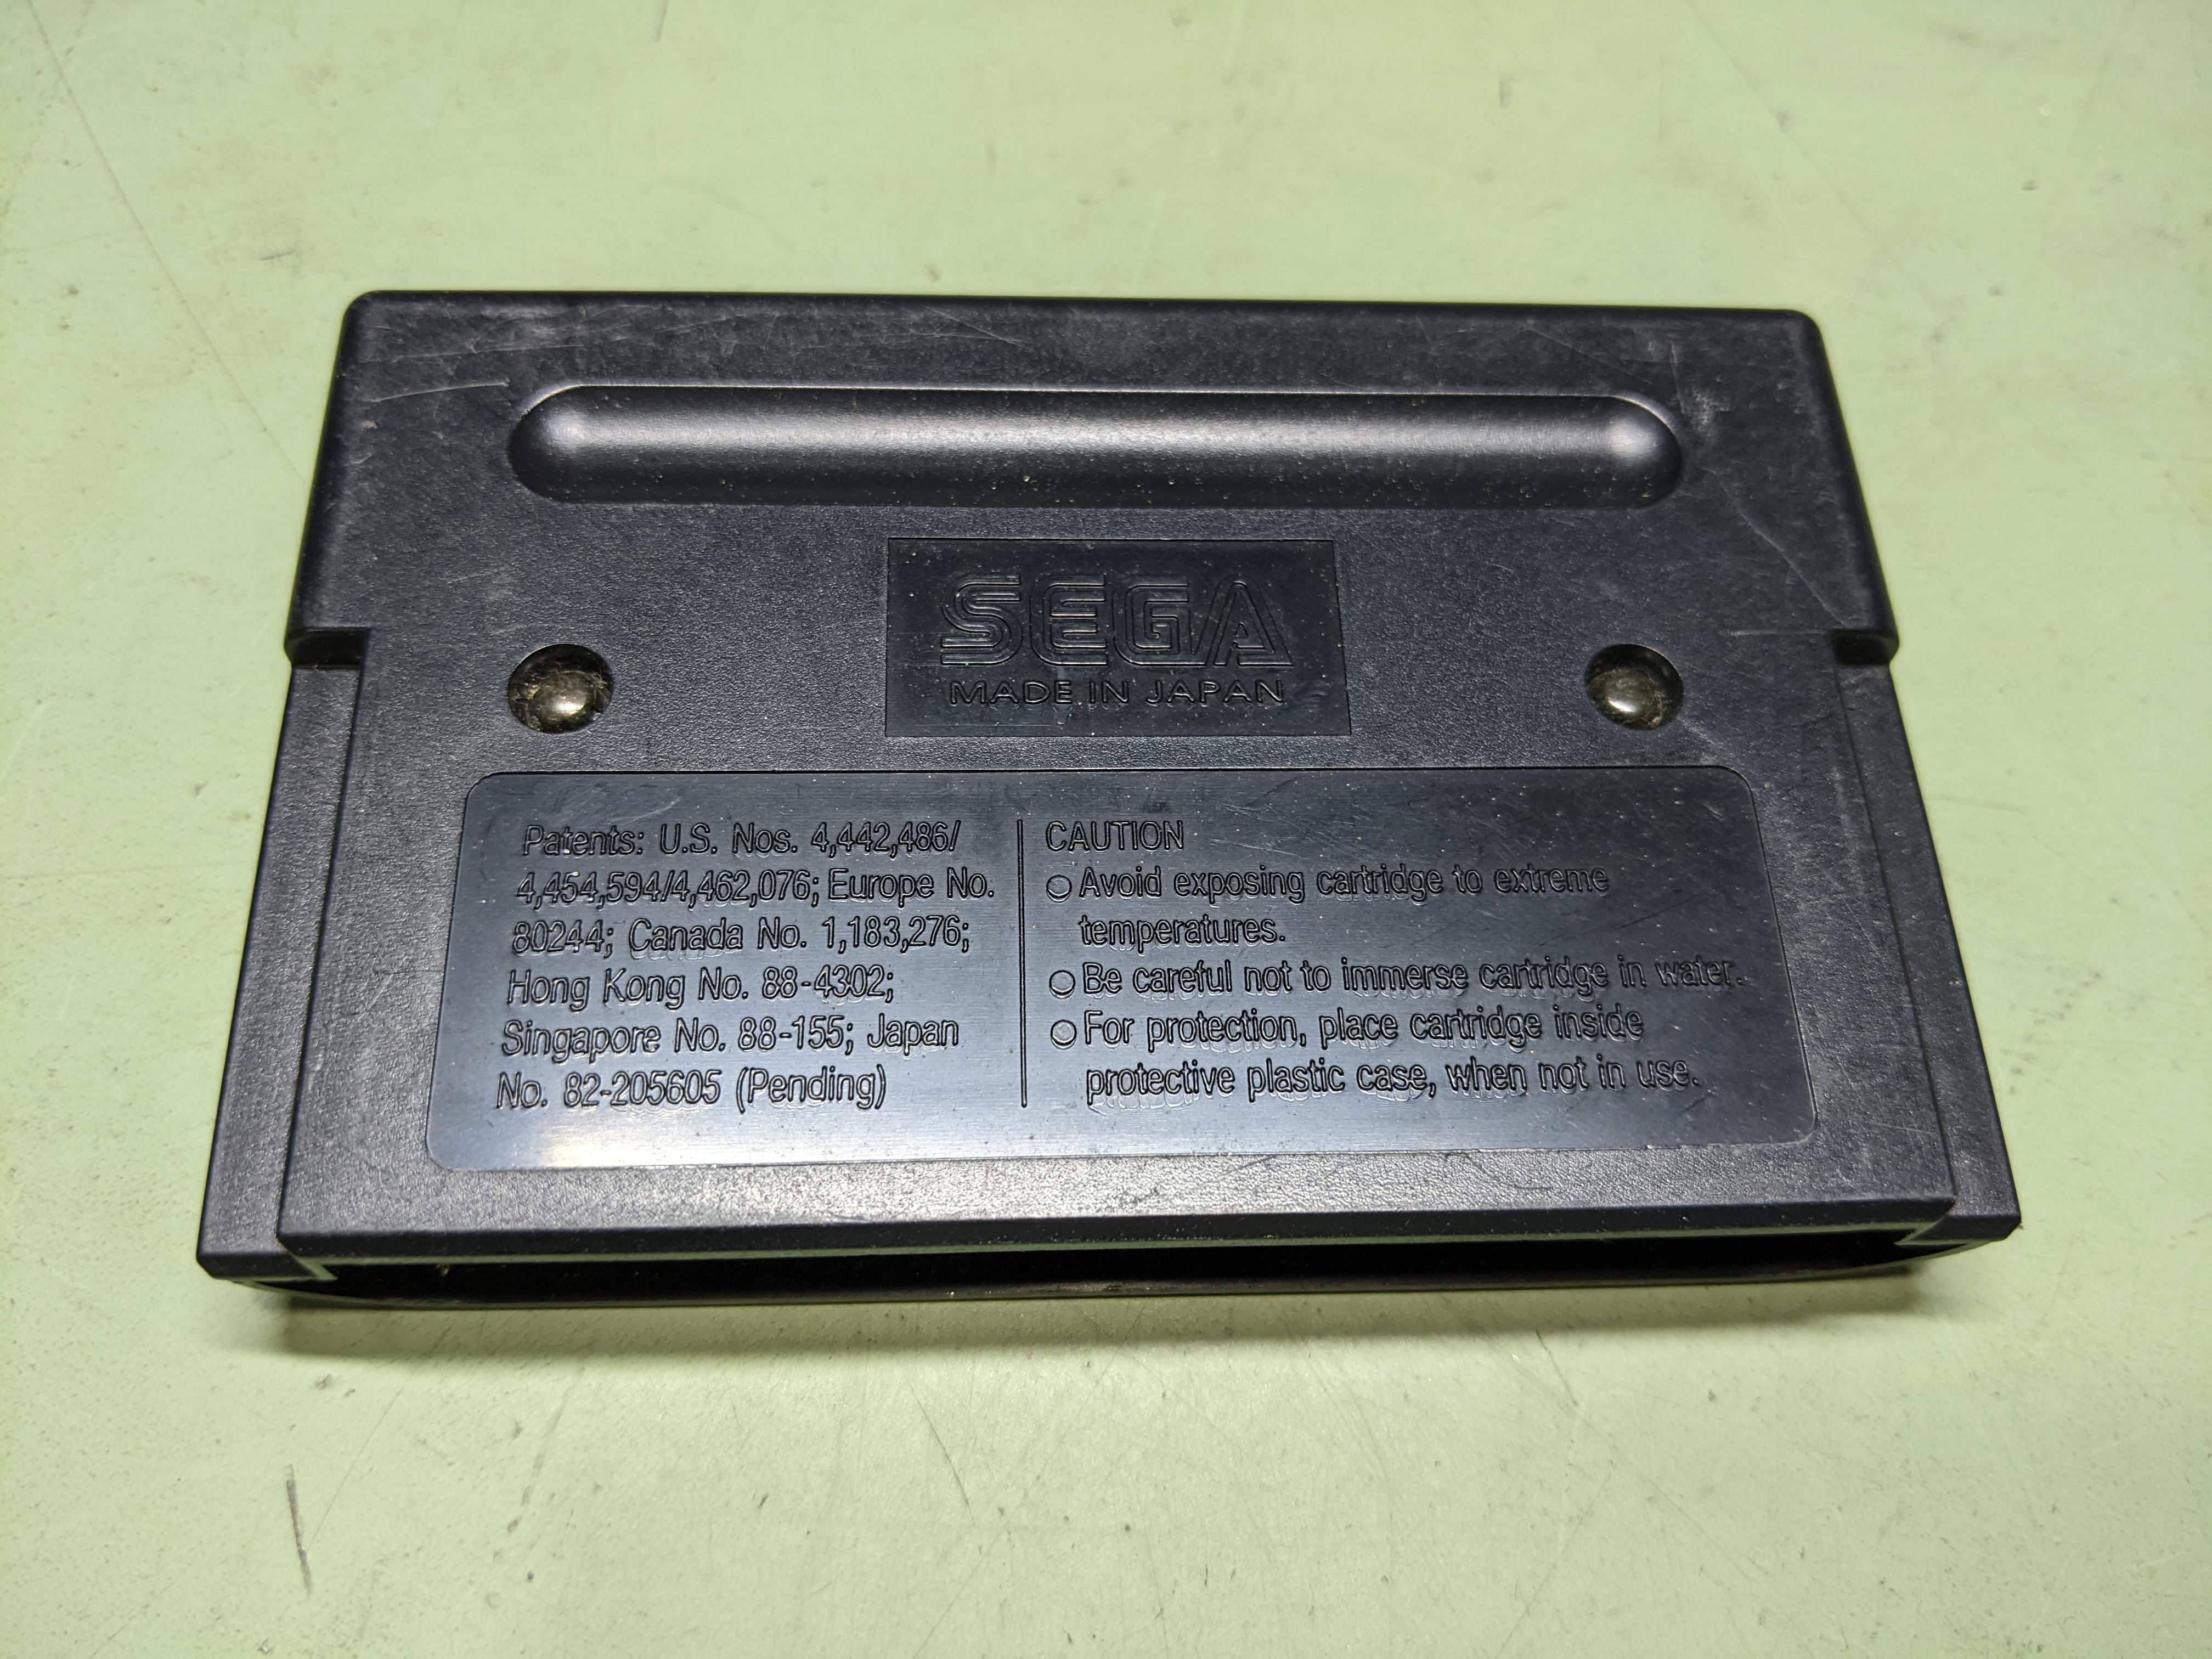 SEGA
MADE IN JAPAN
Patents: U.S. Nos. 4,442,486/
4,454,594/4,462,076; Europe No.
80244; Canada No. 1,183,276;
Hong Kong No. 88-4302;
Singapore No. 88-155; Japan
No. 82-205605 (Pending)
CAUTION
○ Avoid exposing cartridge to extreme
temperatures.
○ Be careful not to immerse cartridge in water.
○ For protection, place cartridge inside
protective plastic case, when not in use.